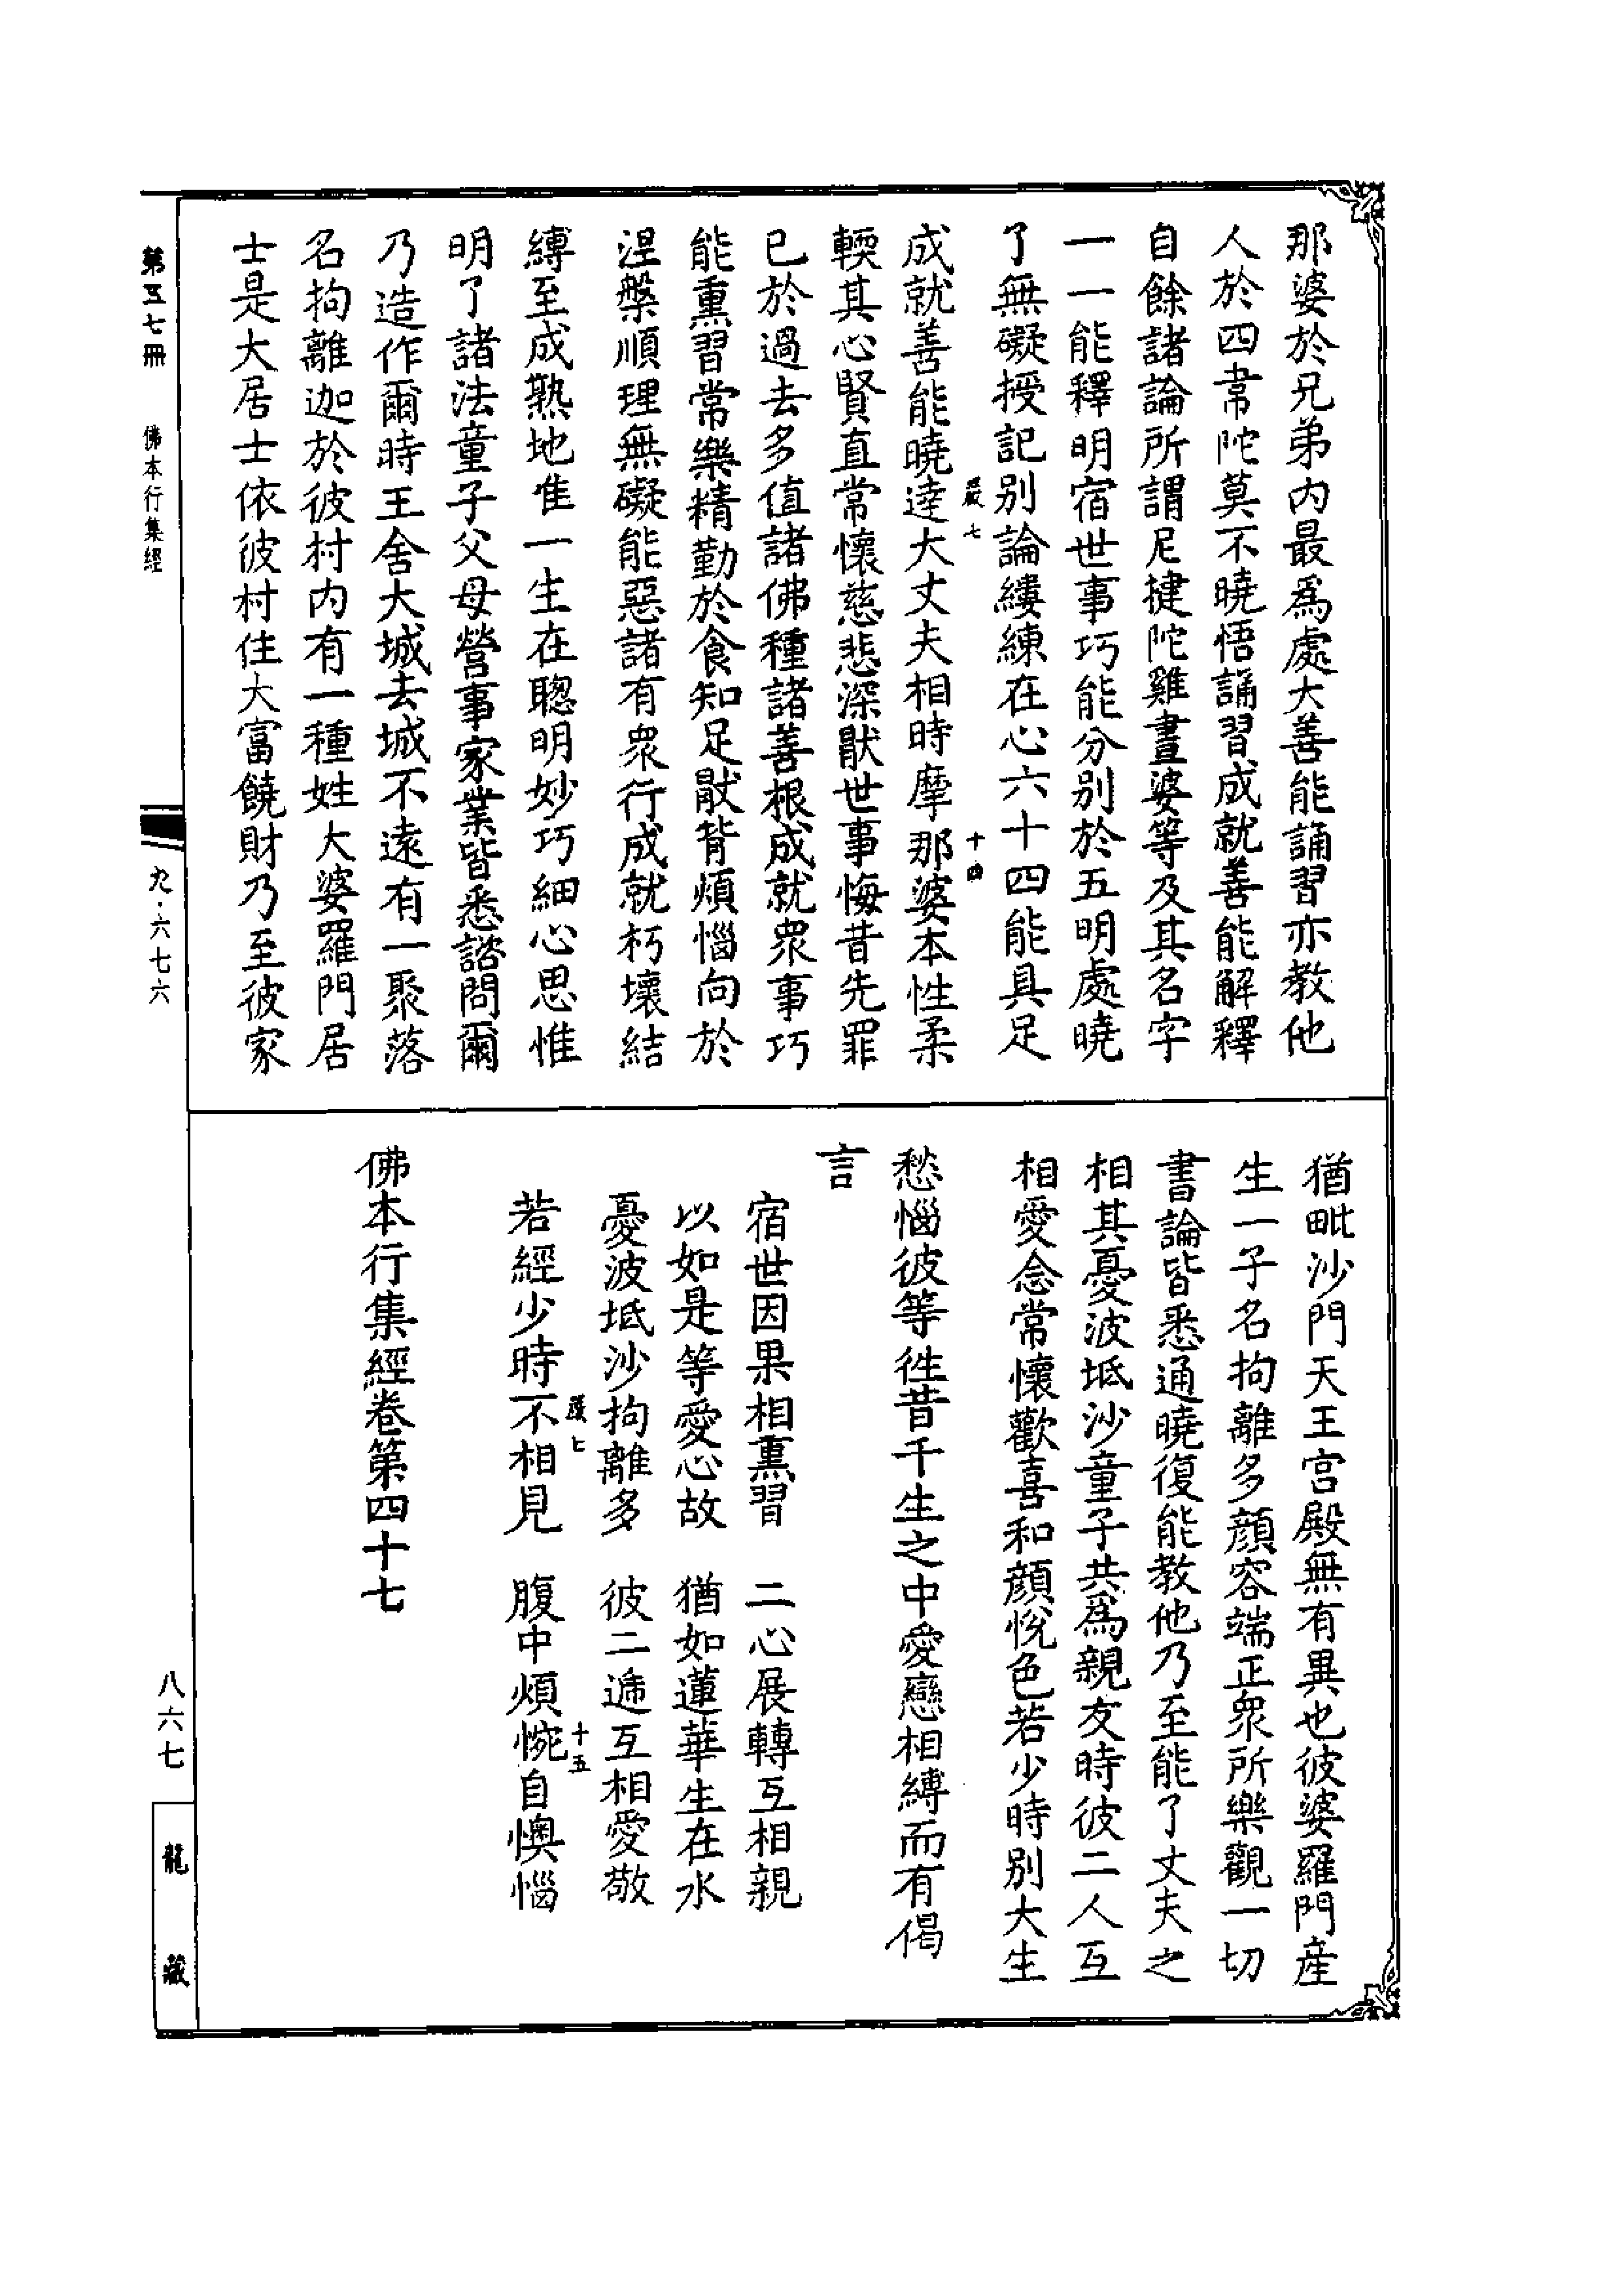 那婆於兄弟内最爲處大善能誦習亦教他
人於四韋陀莫不曉悟誦習成就善能解釋
自餘諸論所謂尼揵陀雞晝婆等及其名字
一一能釋明宿世事巧能分別於五明處曉
了無礙授記別論縷練在心六十四能具足
成就善能曉達大丈夫相時摩那婆本性柔
輭其心賢直常懷慈悲深猒世事悔昔先罪
已於過去多值諸佛種諸善根成就衆事巧
能熏習常樂精勤於食知足猒背煩惱向於
涅槃順理無礙能惡諸有衆行成就朽壞結
縛至成熟地隹一生在聰明妙巧細心思惟
明了諸法童子父母營事家業皆悉諮問爾
乃造作爾時王舍大城去城不遠有一聚落
名拘離迦於彼村内有一種姓大婆羅門居
士是大居士依彼村住大富饒財乃至彼家
七
十四
猶毗沙門天王宫殿無有異也彼婆羅門産
生一子名拘離多顏容端正衆所樂觀一切
書論皆悉通曉復能教他乃至能了丈夫之
相其憂波坻沙童子共爲親友時彼二人互
相愛念常懷歡喜和顏悅色若少時別大生
愁惱彼等徃昔千生之中愛戀相縛而有偈
言
宿世因果相熏習　二心展轉互相親
以如是等愛心故　猶如蓮華生在水
憂波坻沙拘離多　彼二遞互相愛敬
若經少時不相見　腹中煩惋自懊惱
七
十五
佛本行集經卷第四十七
第五七冊　佛本行集經
九·六七六
八六七
龍藏